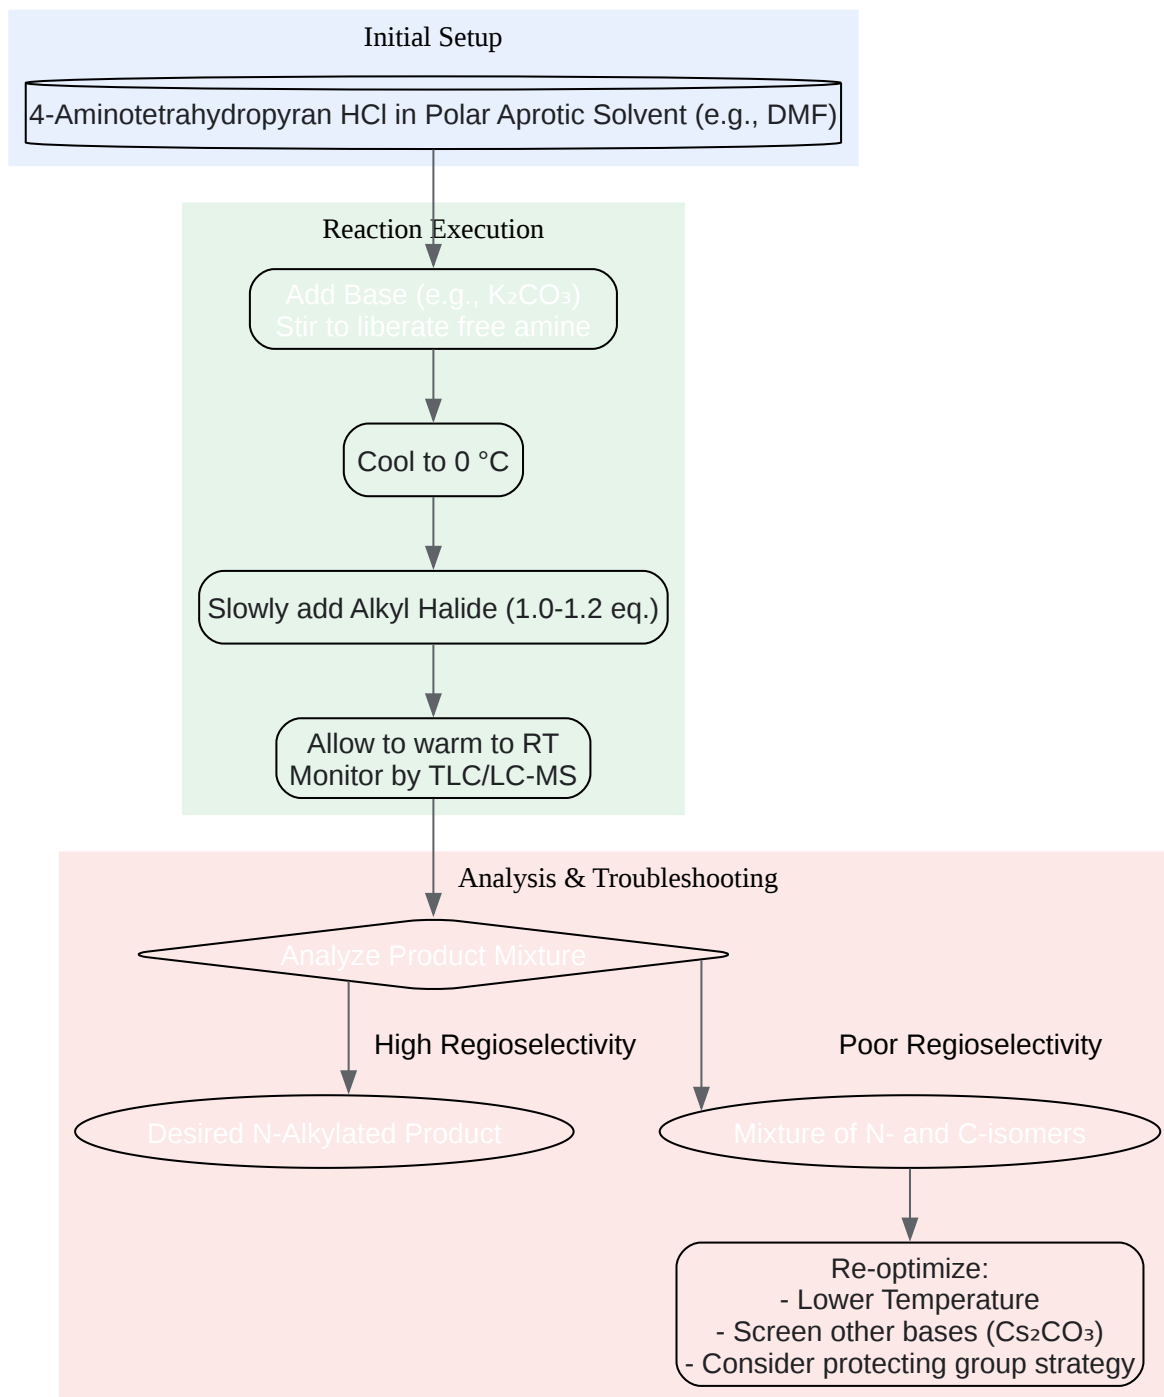 Initial Setup
4-Aminotetrahydropyran HCl in Polar Aprotic Solvent (e.g., DMF)
Reaction Execution
Add Base (e.g., K₂CO₃)
Stir to liberate free amine
Cool to 0 °C
Slowly add Alkyl Halide (1.0-1.2 eq.)
Allow to warm to RT
Monitor by TLC/LC-MS
Analysis & Troubleshooting
Analyze Product Mixture
High Regioselectivity
Poor Regioselectivity
Desired N-Alkylated Product
Mixture of N- and C-isomers
Re-optimize:
- Lower Temperature
- Screen other bases (Cs₂CO₃)
- Consider protecting group strategy